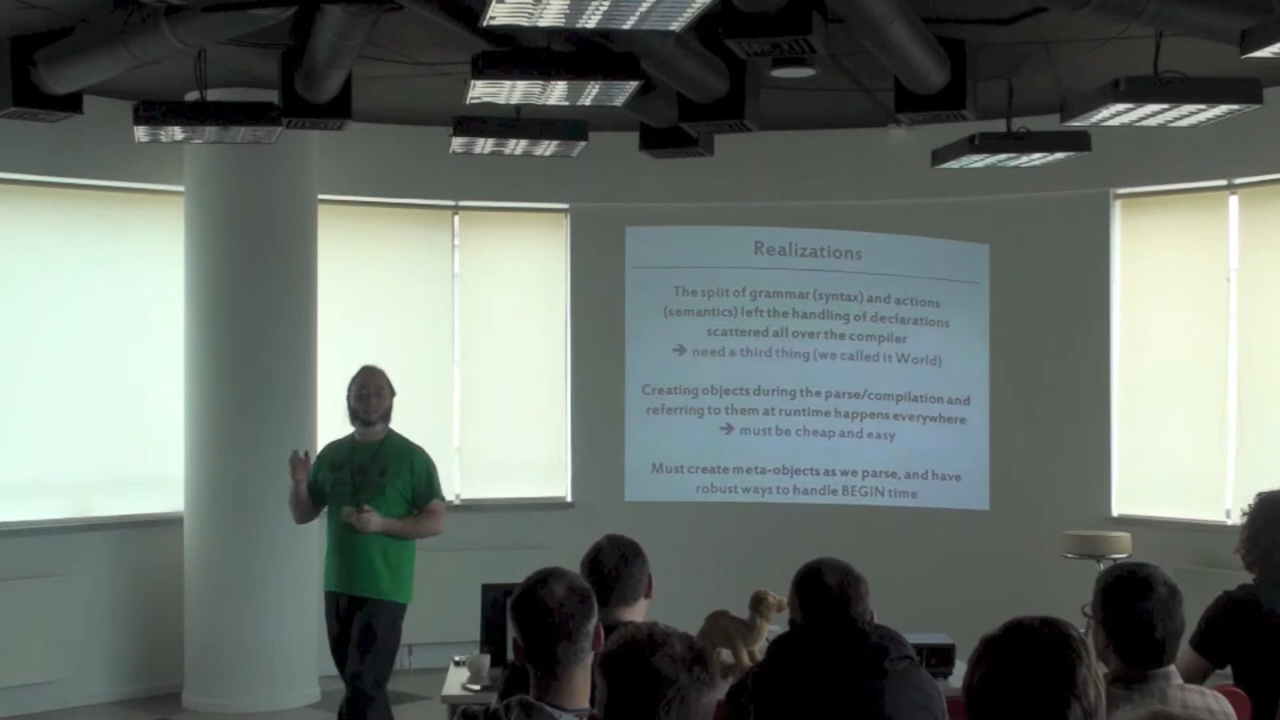 Realizations
The split of grammar (syntax) and actions
(semantics) left the handling of declarations
scattered all over the compiler
➔ need a third thing (we called it World)
Creating objects during the parse/compilation and
referring to them at runtime happens everywhere
➔ must be cheap and easy
Must create meta-objects as we parse, and have
robust ways to handle BEGIN time